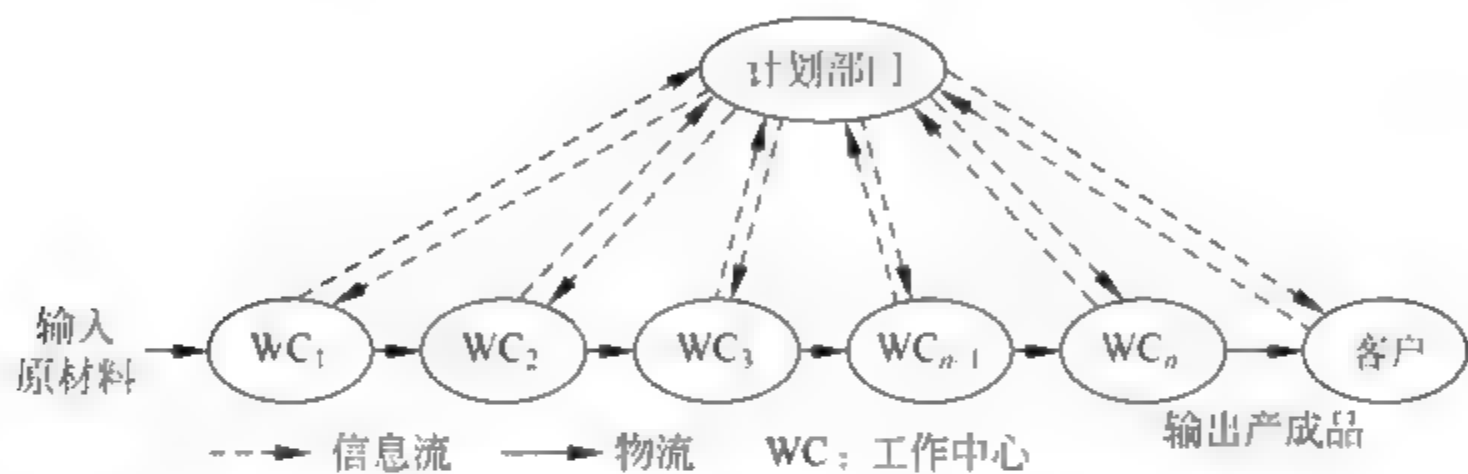 计划部门
输入
原材料
WC₁
WC₂
WC₃
WCₙ₋₁
WCₙ
客户
输出产成品
信息流
物流
WC：工作中心